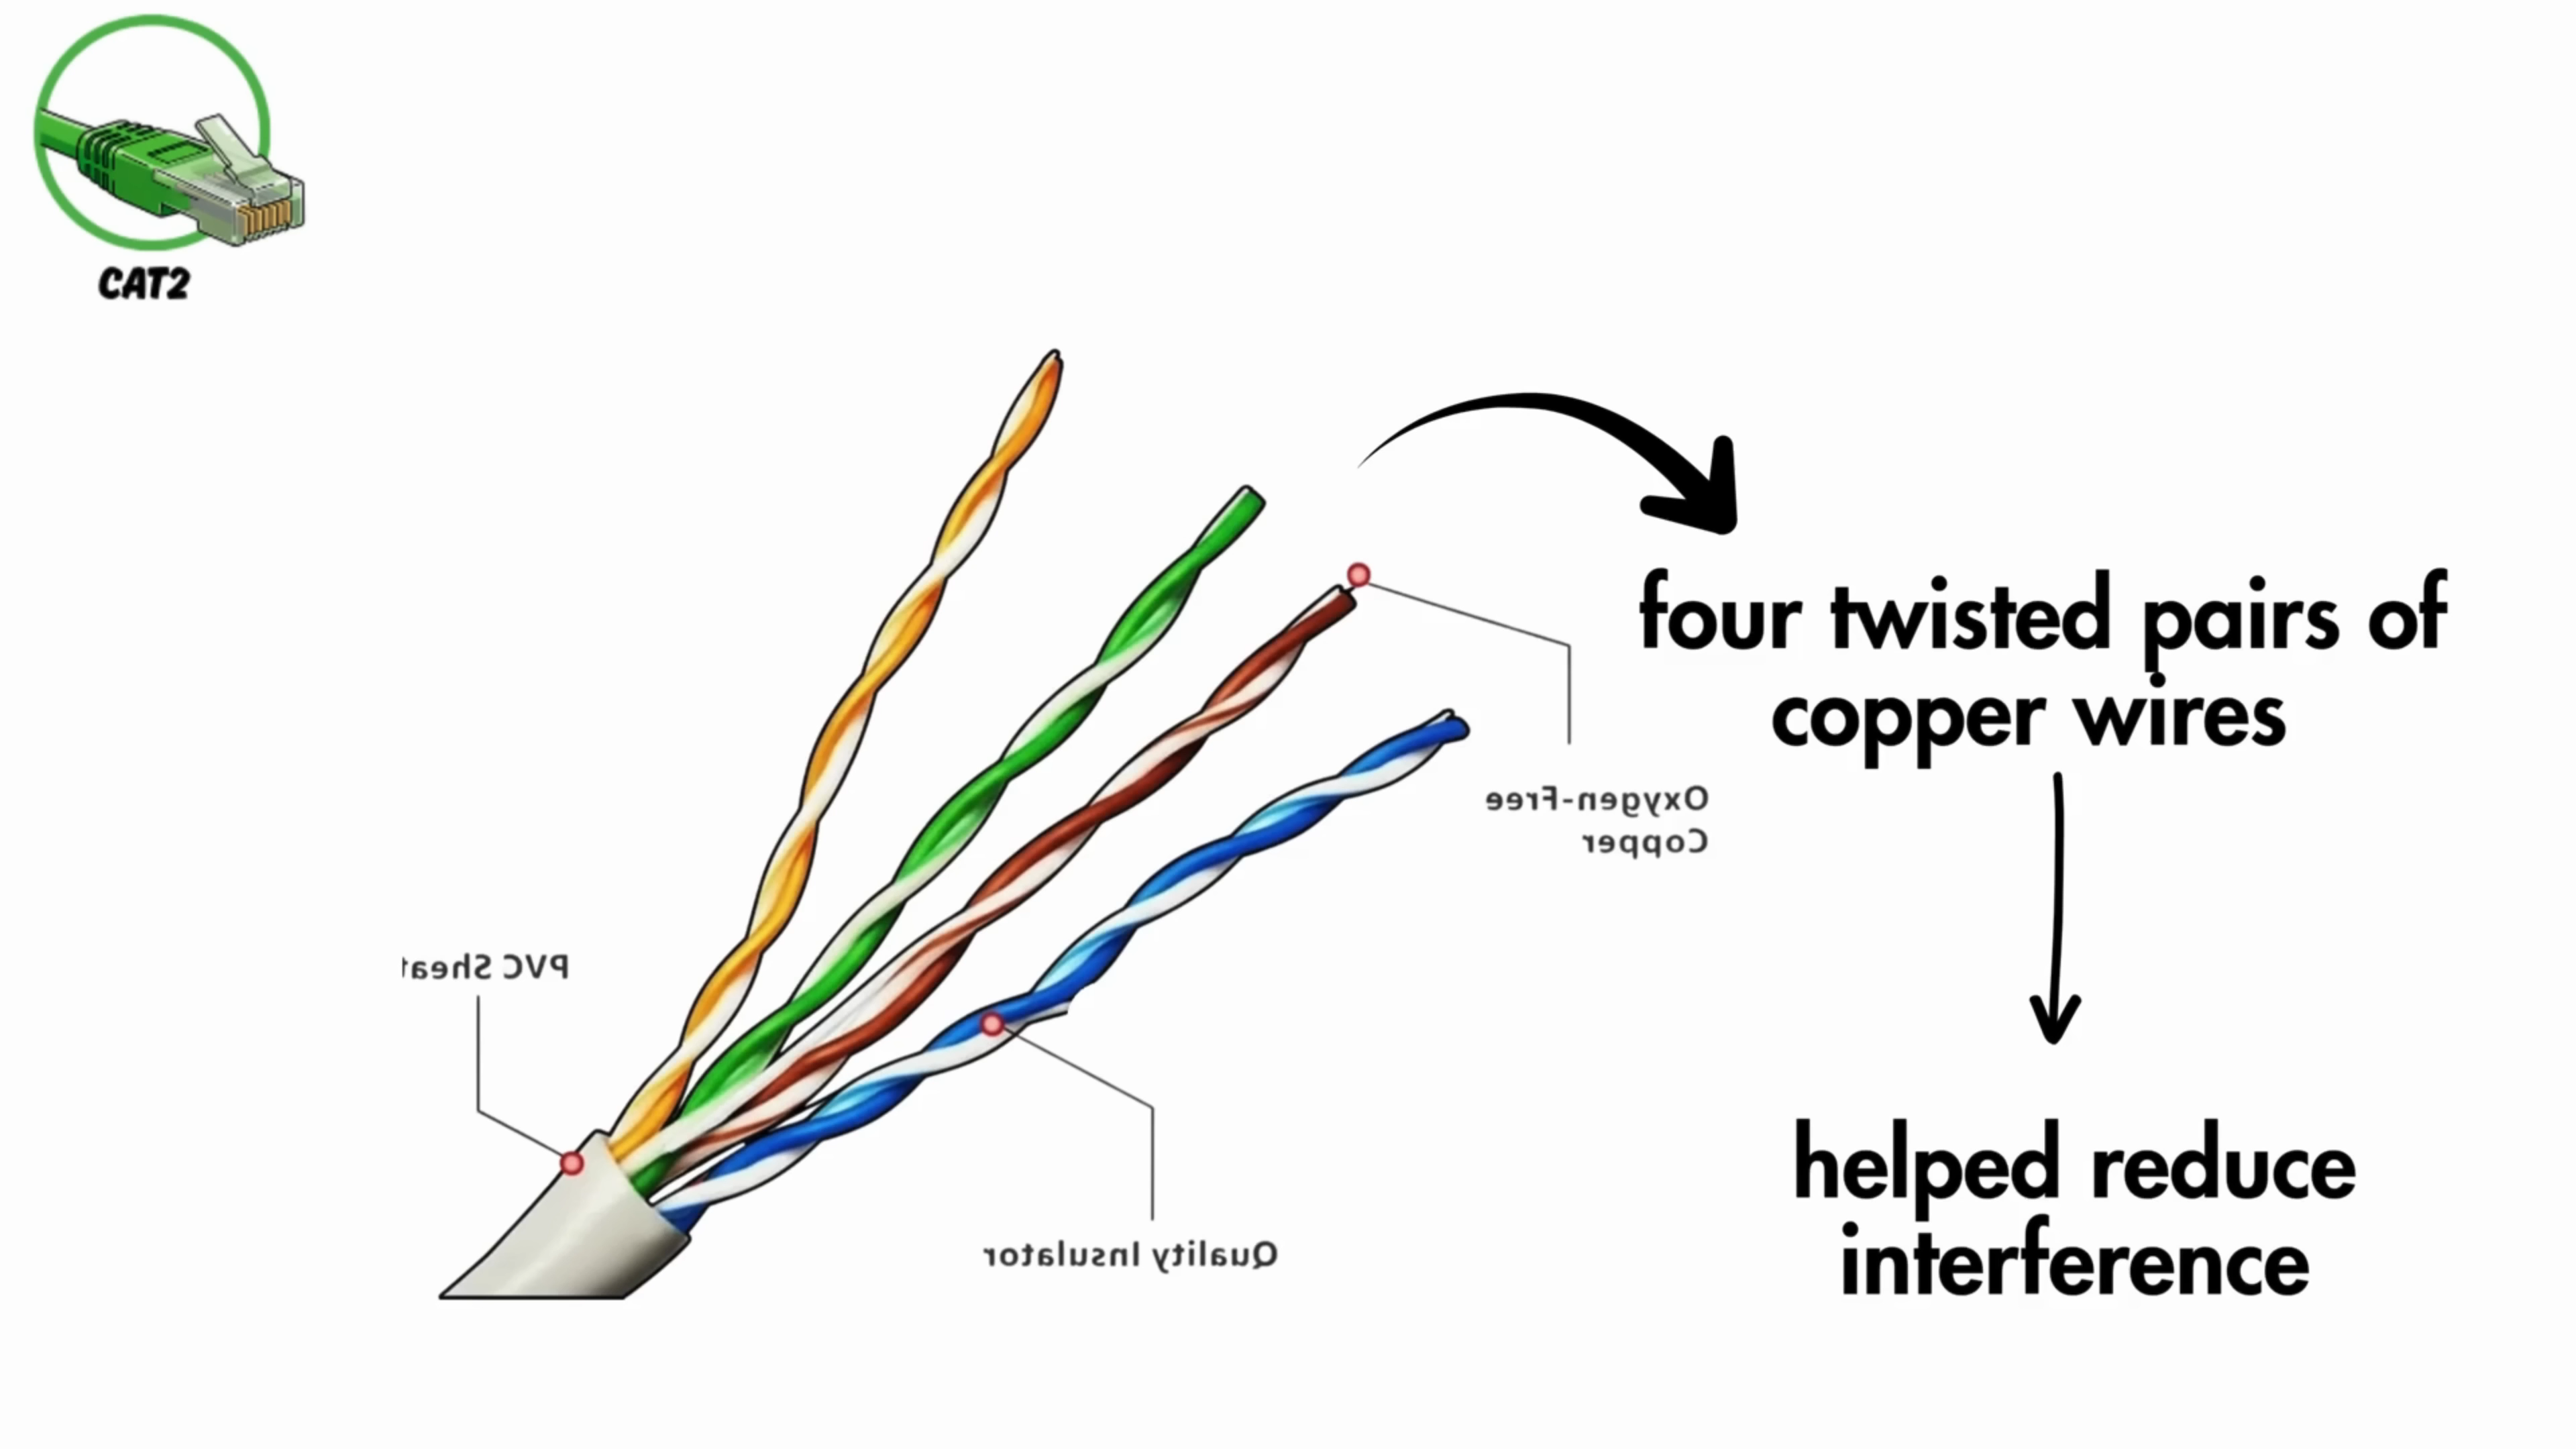 CAT2
four twisted pairs of
copper wires
Oxygen-Free
Copper
PVC Sheat
Quality Insulator
helped reduce
interference